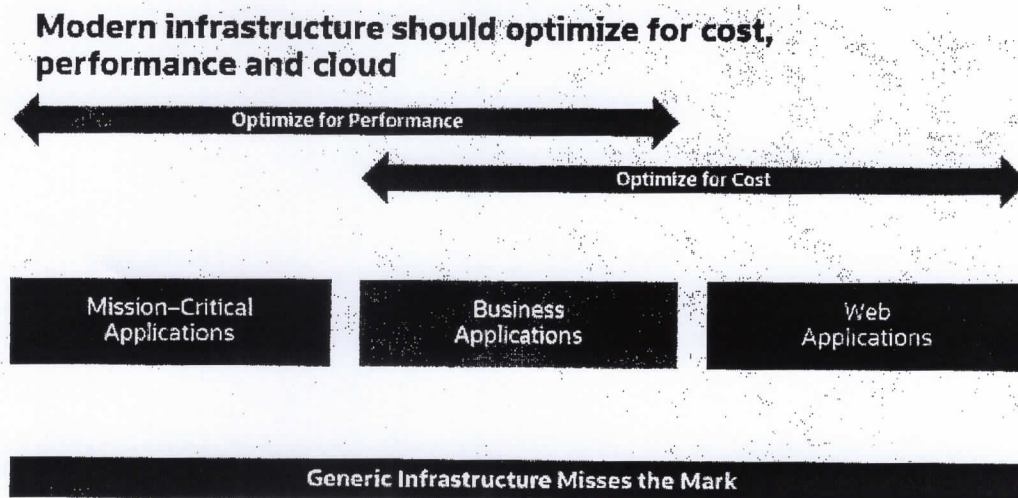 Modern infrastructure should optimize for cost,
performance and cloud
Optimize for Performance
Optimize for Cost
Mission–Critical
Applications
Business
Applications
Web
Applications
Generic Infrastructure Misses the Mark